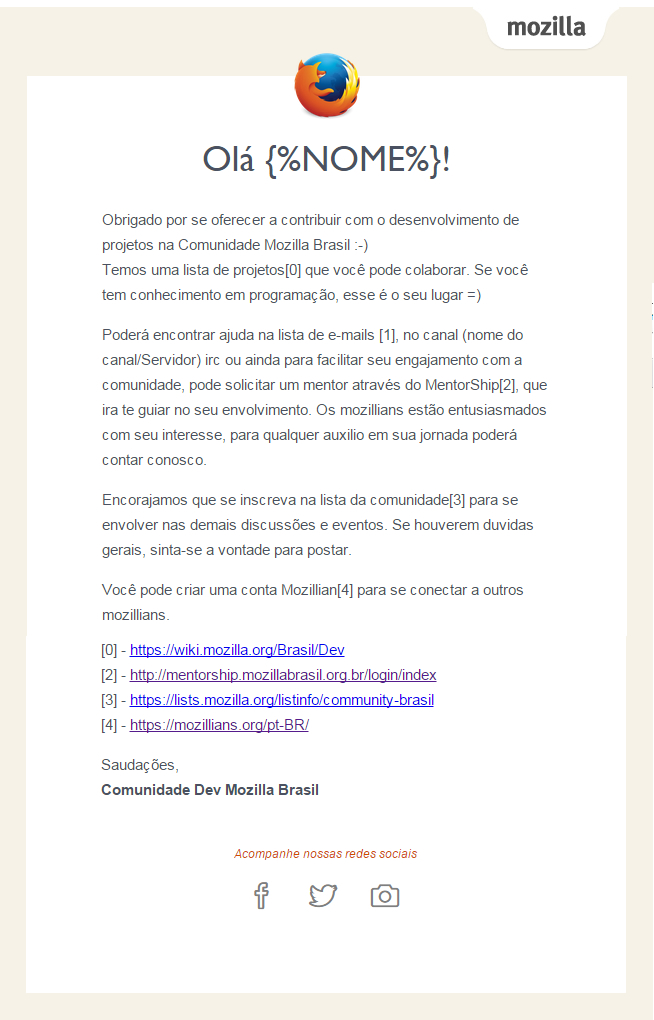 mozilla
Olá {%NOME%}!
Obrigado por se oferecer a contribuir com o desenvolvimento de
projetos na Comunidade Mozilla Brasil :-)
Temos uma lista de projetos[0] que você pode colaborar. Se você
tem conhecimento em programação, esse é o seu lugar =)
Poderá encontrar ajuda na lista de e-mails [1], no canal (nome do
canal/Servidor) irc ou ainda para facilitar seu engajamento com a
comunidade, pode solicitar um mentor através do MentorShip[2], que
ira te guiar no seu envolvimento. Os mozillians estão entusiasmados
com seu interesse, para qualquer auxilio em sua jornada poderá
contar conosco.
Encorajamos que se inscreva na lista da comunidade[3] para se
envolver nas demais discussões e eventos. Se houverem duvidas
gerais, sinta-se a vontade para postar.
Você pode criar uma conta Mozillian[4] para se conectar a outros
mozillians.
[0] - https://wiki.mozilla.org/Brasil/Dev
[2] - http://mentorship.mozillabrasil.org.br/login/index
[3] - https://lists.mozilla.org/listinfo/community-brasil
[4] - https://mozillians.org/pt-BR/
Saudações,
Comunidade Dev Mozilla Brasil
Acompanhe nossas redes sociais